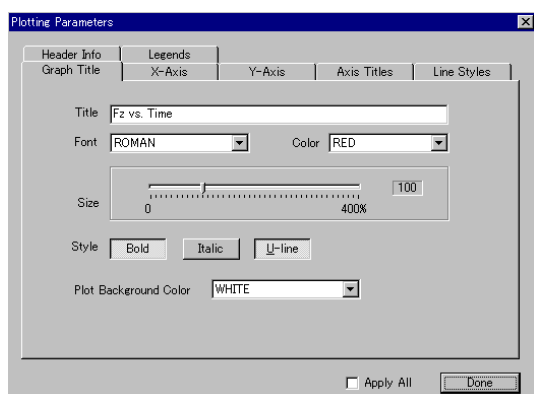 Plotting Parameters
Header Info Legends
Graph Title X-Axis Y-Axis Axis Titles Line Styles
Title Fz vs. Time
Font ROMAN Color RED
Size 0 400% 100
Style Bold Italic U-line
Plot Background Color WHITE
Apply All Done